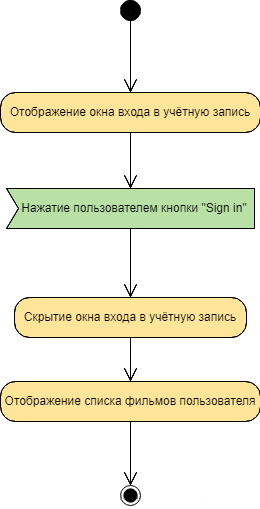 Отображение окна входа в учётную запись
Нажатие пользователем кнопки "Sign in"
Скрытие окна входа в учётную запись
Отображение списка фильмов пользователя